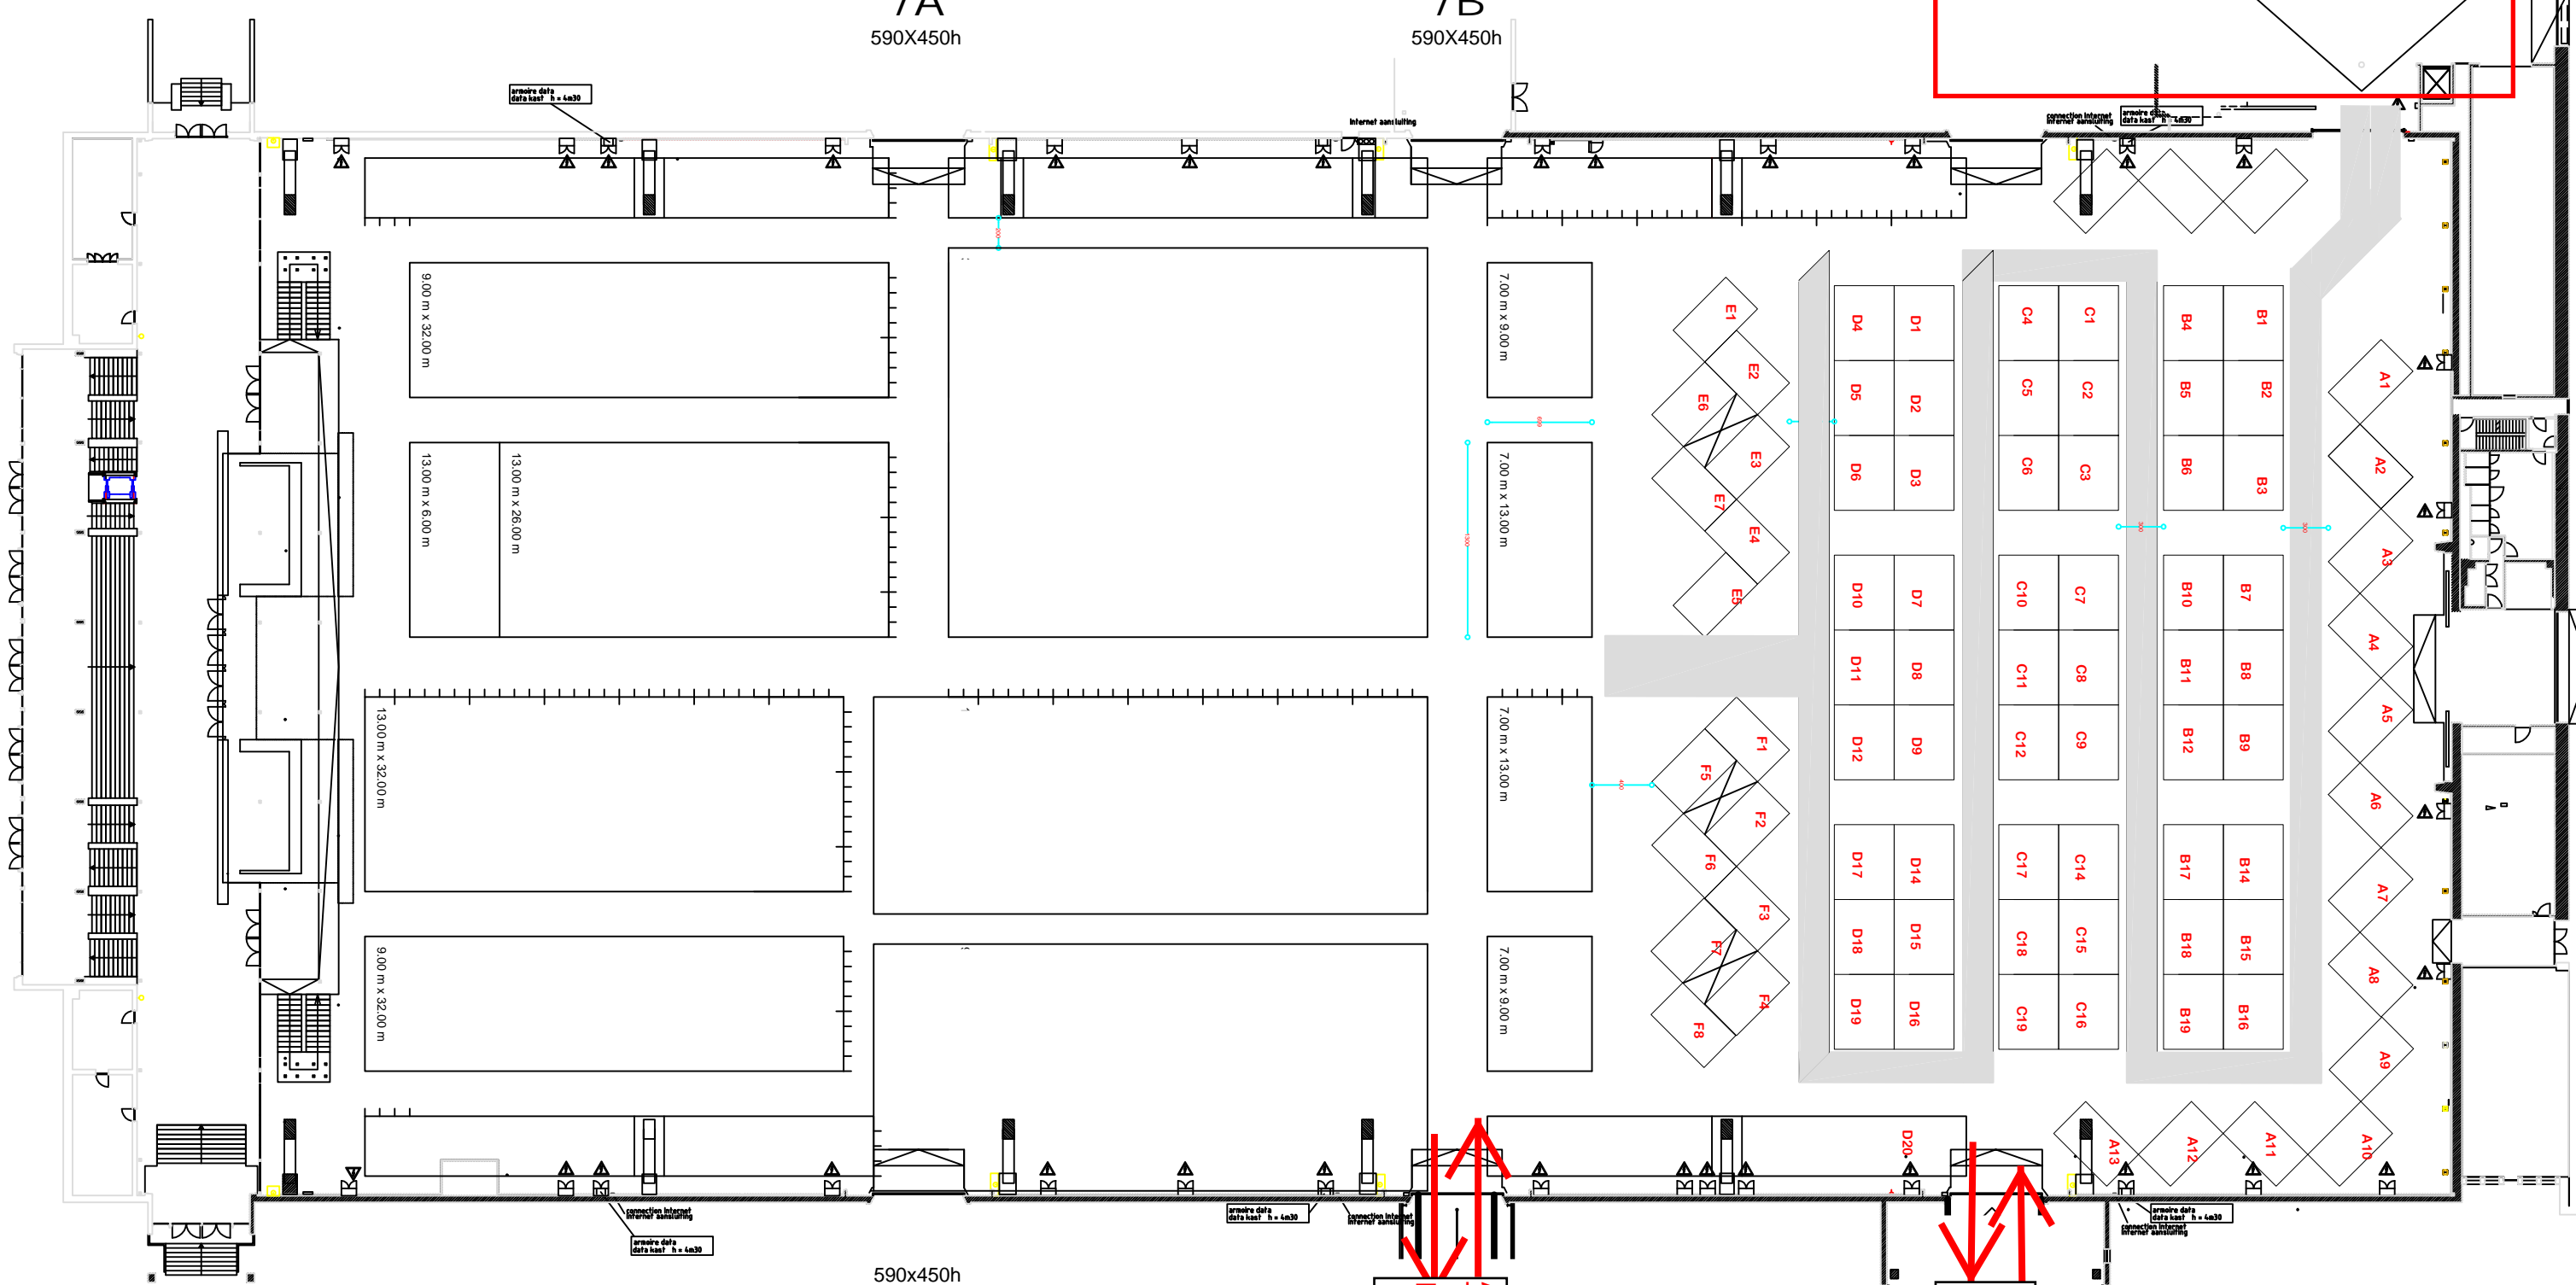 7A
7B
590X450h
590X450h
armoire data
data kast h = 4m30
Internet aansluiting
connection Internet
Internet aansluiting
armoire data
data kast h = 4m30
9.00 m x 32.00 m
7.00 m x 9.00 m
E1
D4
D1
C4
C1
B4
B1
E2
E6
D5
D2
C5
C2
B5
B2
A1
600
13.00 m x 6.00 m
13.00 m x 26.00 m
7.00 m x 13.00 m
E3
E7
D6
D3
C6
C3
B6
B3
A2
1300
300
300
E4
E5
A3
D10
D7
C10
C7
B10
B7
A4
D11
D8
C11
C8
B11
B8
A5
13.00 m x 32.00 m
7.00 m x 13.00 m
F1
F5
D12
D9
C12
C9
B12
B9
400
A6
F2
F6
D17
D14
C17
C14
B17
B14
A7
F3
F7
D18
D15
C18
C15
B18
B15
A8
9.00 m x 32.00 m
7.00 m x 9.00 m
F4
F8
D19
D16
C19
C16
B19
B16
A9
D20
A13
A12
A11
A10
connection Internet
Internet aansluiting
armoire data
data kast h = 4m30
armoire data
data kast h = 4m30
connection Internet
Internet aansluiting
armoire data
data kast h = 4m30
connection Internet
Internet aansluiting
590x450h